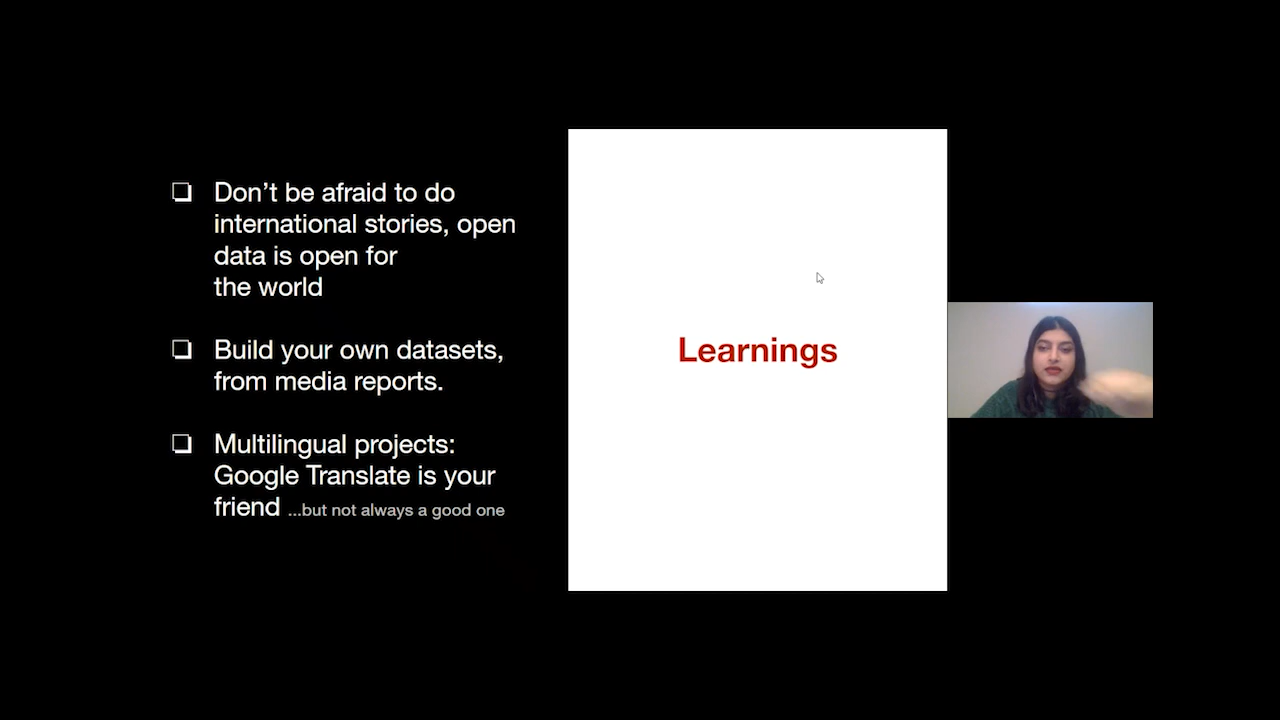 Don’t be afraid to do
international stories, open
data is open for
the world
Build your own datasets,
from media reports.
Multilingual projects:
Google Translate is your
friend ...but not always a good one
Learnings